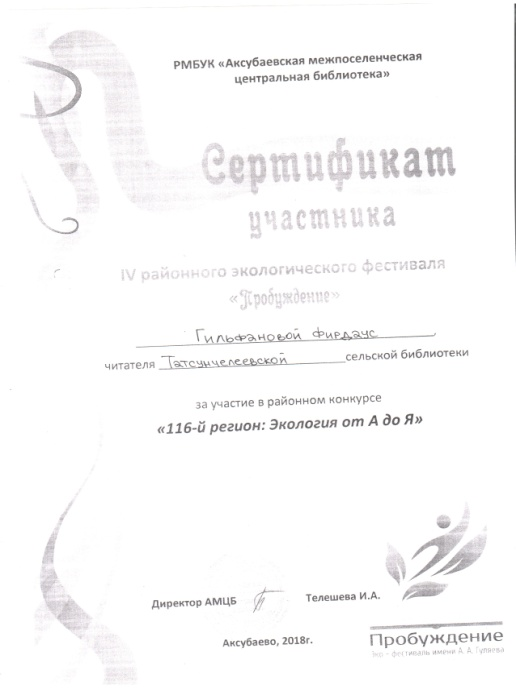 РМБУК «Аксубаевская межпоселенческая
центральная библиотека»
Сертификат
участника
IV районного экологического фестиваля
«Пробуждение»
Гильфановой Фирдаус,
читателя Татсунчелеевской сельской библиотеки
за участие в районном конкурсе
«116-й регион: Экология от А до Я»
Директор АМЦБ Телешева И.А.
Аксубаево, 2018г.
Пробуждение
Эко - фестиваль имени А. А. Гуляева